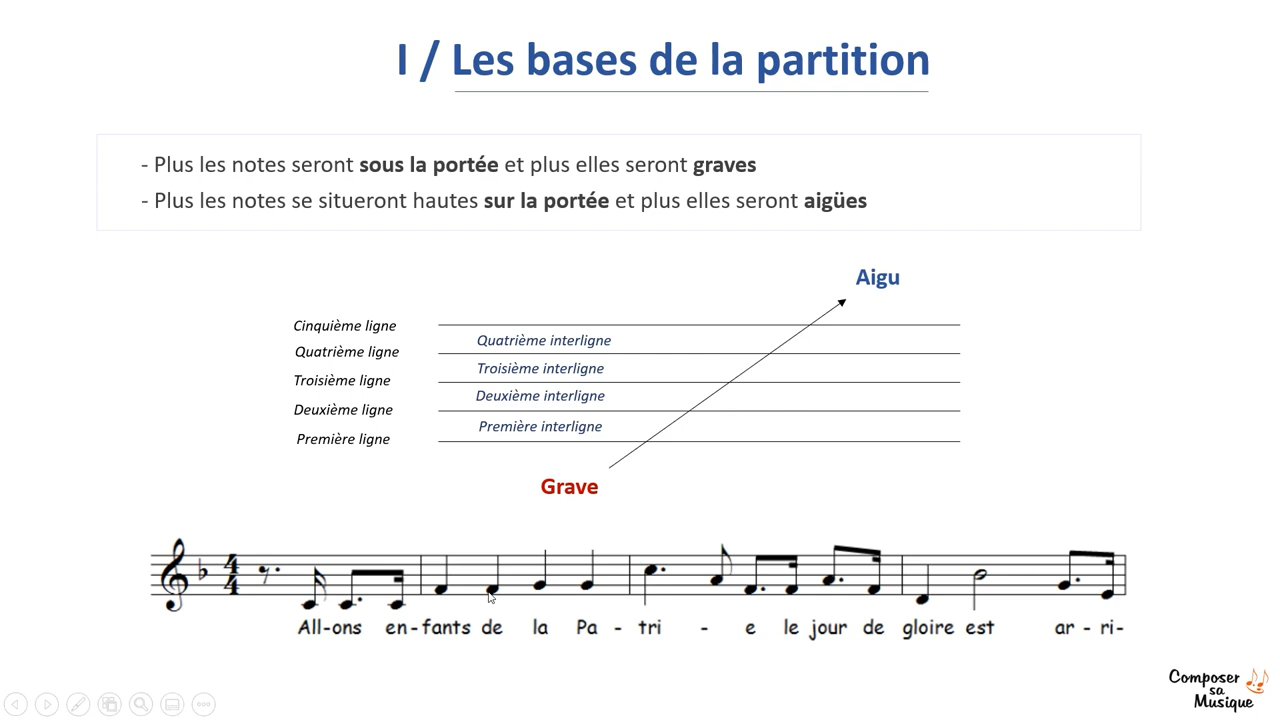 I / Les bases de la partition
- Plus les notes seront sous la portée et plus elles seront graves
- Plus les notes se situeront hautes sur la portée et plus elles seront aigües
Aigu
Cinquième ligne
Quatrième interligne
Quatrième ligne
Troisième interligne
Troisième ligne
Deuxième interligne
Deuxième ligne
Première interligne
Première ligne
Grave
4
4
All-ons en-fants de la Pa - tri - e le jour de gloire est ar - ri-
Composer
sa
Musique